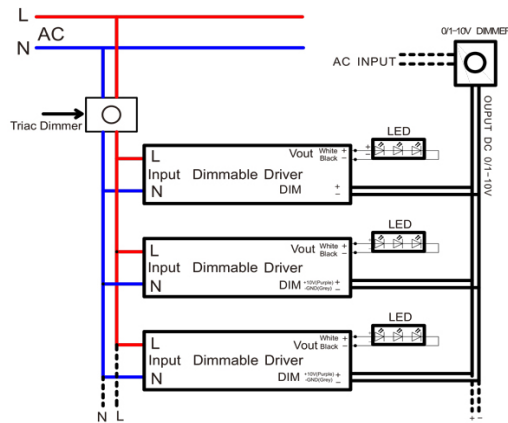 L
AC
N
0/1-10V DIMMER
AC INPUT
Triac Dimmer
OUPUT DC 0/1-10V
LED
L
Vout White +
Black −
Input Dimmable Driver
N
DIM + −
+
−
LED
L
Vout White +
Black −
Input Dimmable Driver
N
DIM +10V(Purple) +
-GND(Grey) −
LED
L
Vout White +
Black −
Input Dimmable Driver
N
DIM +10V(Purple) +
-GND(Grey) −
N L
+ −